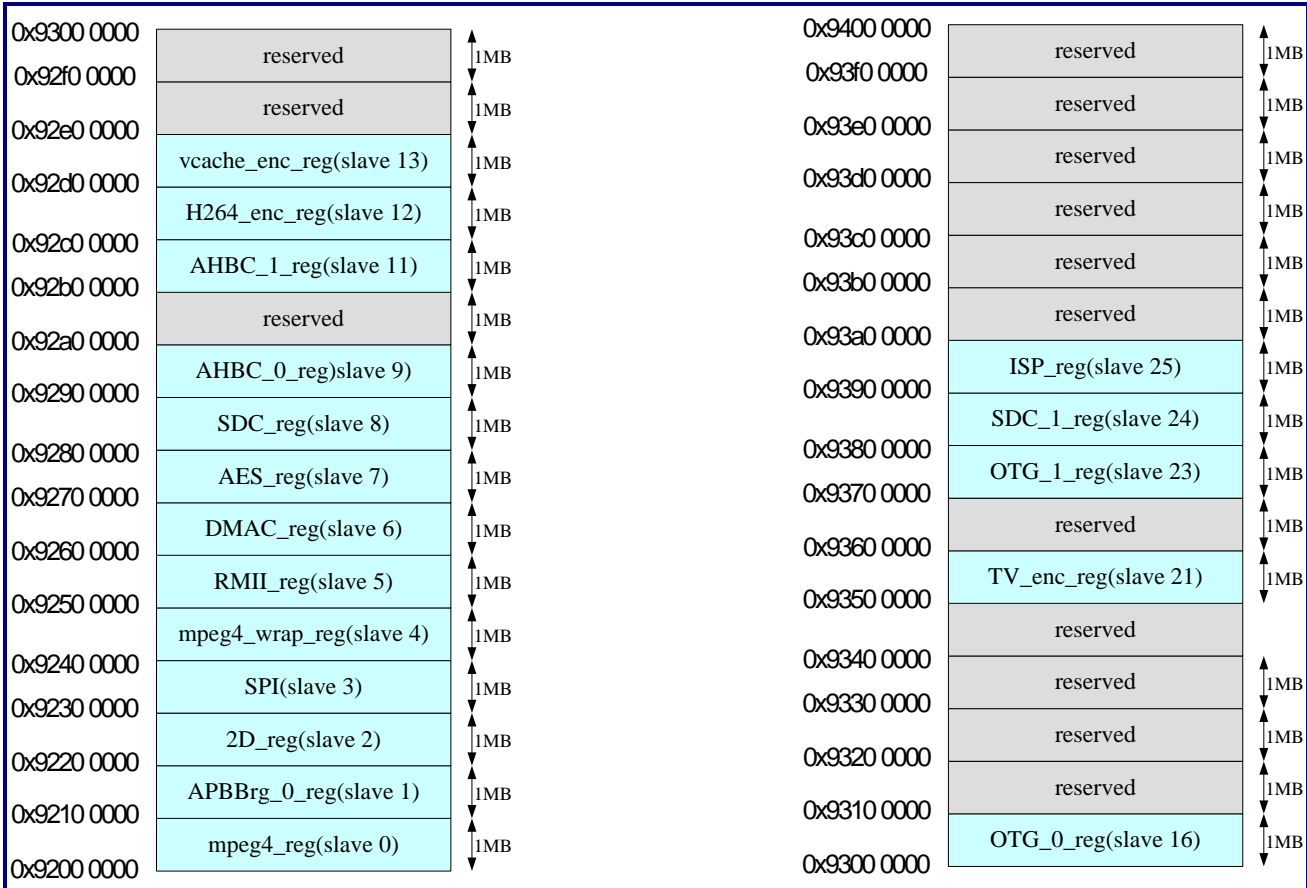 0x9300 0000
reserved
1MB
0x92f0 0000
reserved
1MB
0x92e0 0000
vcache_enc_reg(slave 13)
1MB
0x92d0 0000
H264_enc_reg(slave 12)
1MB
0x92c0 0000
AHBC_1_reg(slave 11)
1MB
0x92b0 0000
reserved
1MB
0x92a0 0000
AHBC_0_reg)slave 9)
1MB
0x9290 0000
SDC_reg(slave 8)
1MB
0x9280 0000
AES_reg(slave 7)
1MB
0x9270 0000
DMAC_reg(slave 6)
1MB
0x9260 0000
RMII_reg(slave 5)
1MB
0x9250 0000
mpeg4_wrap_reg(slave 4)
1MB
0x9240 0000
SPI(slave 3)
1MB
0x9230 0000
2D_reg(slave 2)
1MB
0x9220 0000
APBBrg_0_reg(slave 1)
1MB
0x9210 0000
mpeg4_reg(slave 0)
1MB
0x9200 0000
0x9400 0000
reserved
1MB
0x93f0 0000
reserved
1MB
0x93e0 0000
reserved
1MB
0x93d0 0000
reserved
1MB
0x93c0 0000
reserved
1MB
0x93b0 0000
reserved
1MB
0x93a0 0000
ISP_reg(slave 25)
1MB
0x9390 0000
SDC_1_reg(slave 24)
1MB
0x9380 0000
OTG_1_reg(slave 23)
1MB
0x9370 0000
reserved
1MB
0x9360 0000
TV_enc_reg(slave 21)
1MB
0x9350 0000
reserved
0x9340 0000
reserved
1MB
0x9330 0000
reserved
1MB
0x9320 0000
reserved
1MB
0x9310 0000
OTG_0_reg(slave 16)
1MB
0x9300 0000